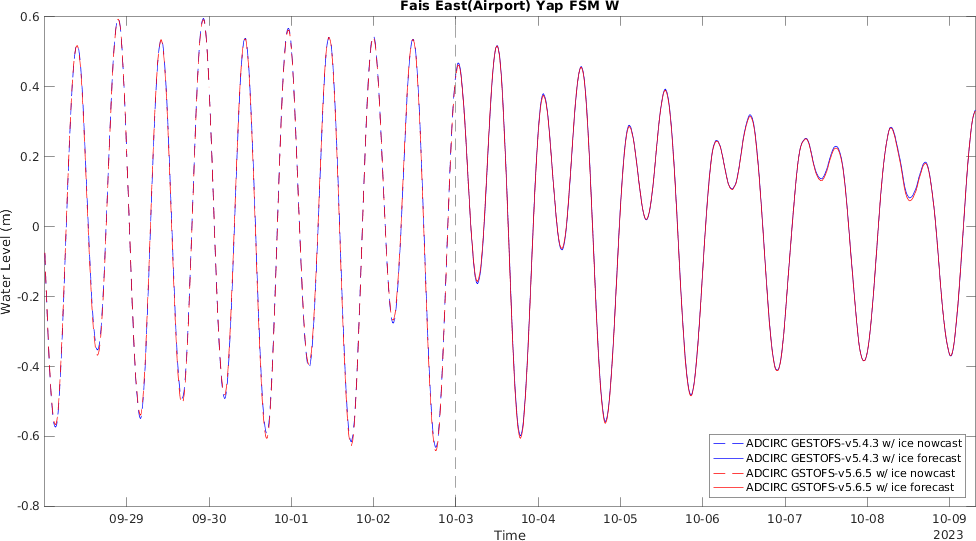 Fais East(Airport) Yap FSM W
0.6
0.4
0.2
0
-0.2
-0.4
-0.6
-0.8
Water Level (m)
09-29 09-30 10-01 10-02 10-03 10-04 10-05 10-06 10-07 10-08 10-09
2023
Time
ADCIRC GESTOFS-v5.4.3 w/ ice nowcast
ADCIRC GESTOFS-v5.4.3 w/ ice forecast
ADCIRC GSTOFS-v5.6.5 w/ ice nowcast
ADCIRC GSTOFS-v5.6.5 w/ ice forecast